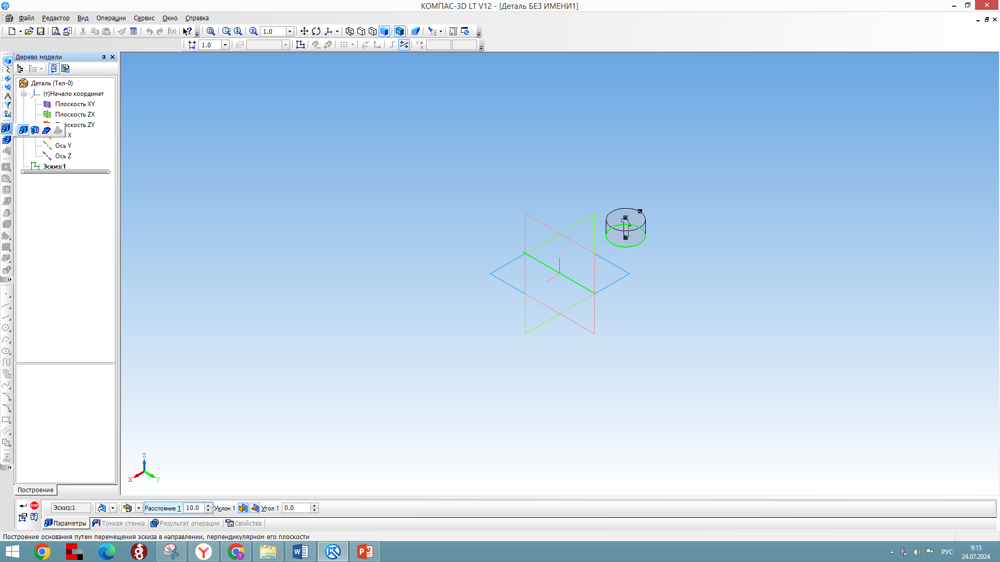 КОМПАС-3D LT V12 - [Деталь БЕЗ ИМЕНИ1]
Файл Редактор Вид Операции Сервис Окно Справка
1.0
1.0
Дерево модели
Деталь (Тел-0)
(т)Начало координат
Плоскость XY
Плоскость ZX
скость ZY
X
Ось Y
Ось Z
Эскиз:1
Z
X
Y
Построение
STOP
Эскиз:1 Расстояние 1 10.0 Уклон 1 Угол 1 0.0
Параметры Тонкая стенка Результат операции Свойства
Построение основания путем перемещения эскиза в направлении, перпендикулярном его плоскости
РУС
9:15
24.07.2024